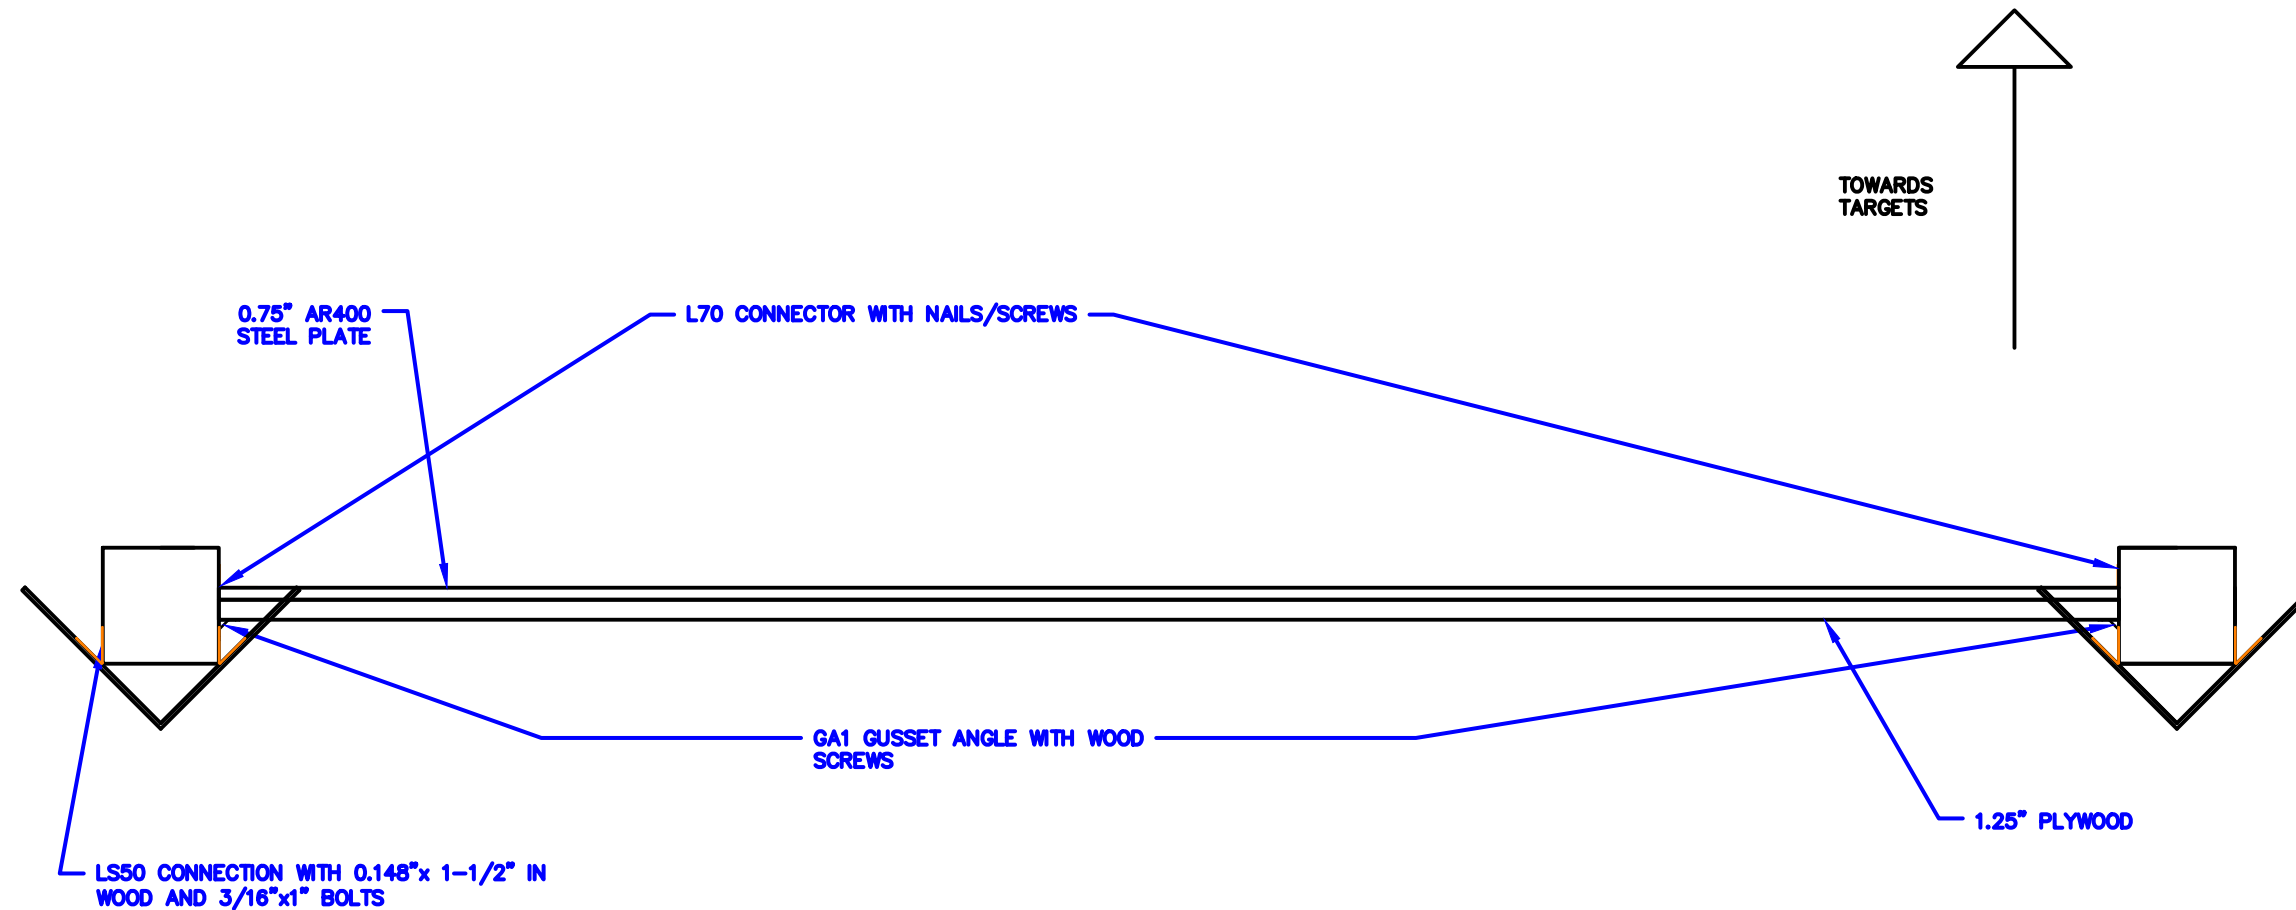 TOWARDS
TARGETS
0.75" AR400
STEEL PLATE
L70 CONNECTOR WITH NAILS/SCREWS
GA1 GUSSET ANGLE WITH WOOD
SCREWS
1.25" PLYWOOD
LS50 CONNECTION WITH 0.148"x 1-1/2" IN
WOOD AND 3/16"x1" BOLTS